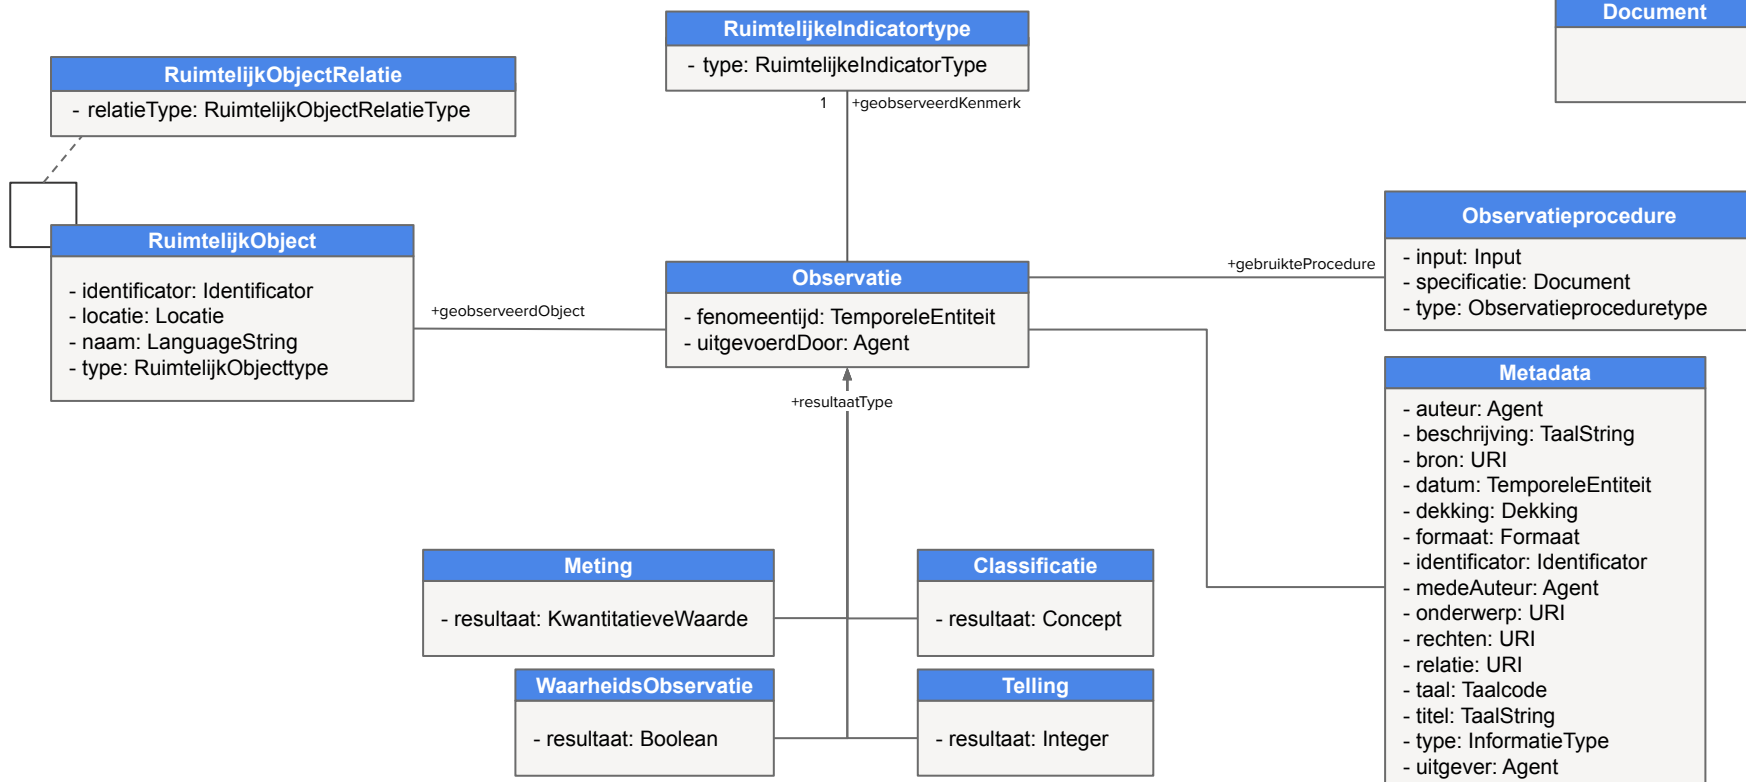 Document
RuimtelijkeIndicatortype
- type: RuimtelijkeIndicatorType
1
+geobserveerdKenmerk
RuimtelijkObjectRelatie
- relatieType: RuimtelijkObjectRelatieType
RuimtelijkObject
- identificator: Identificator
- locatie: Locatie
- naam: LanguageString
- type: RuimtelijkObjecttype
+geobserveerdObject
Observatie
- fenomeentijd: TemporeleEntiteit
- uitgevoerdDoor: Agent
+gebruikteProcedure
Observatieprocedure
- input: Input
- specificatie: Document
- type: Observatieproceduretype
+resultaatType
Metadata
- auteur: Agent
- beschrijving: TaalString
- bron: URI
- datum: TemporeleEntiteit
- dekking: Dekking
- formaat: Formaat
- identificator: Identificator
- medeAuteur: Agent
- onderwerp: URI
- rechten: URI
- relatie: URI
- taal: Taalcode
- titel: TaalString
- type: InformatieType
- uitgever: Agent
Meting
- resultaat: KwantitatieveWaarde
Classificatie
- resultaat: Concept
WaarheidsObservatie
- resultaat: Boolean
Telling
- resultaat: Integer